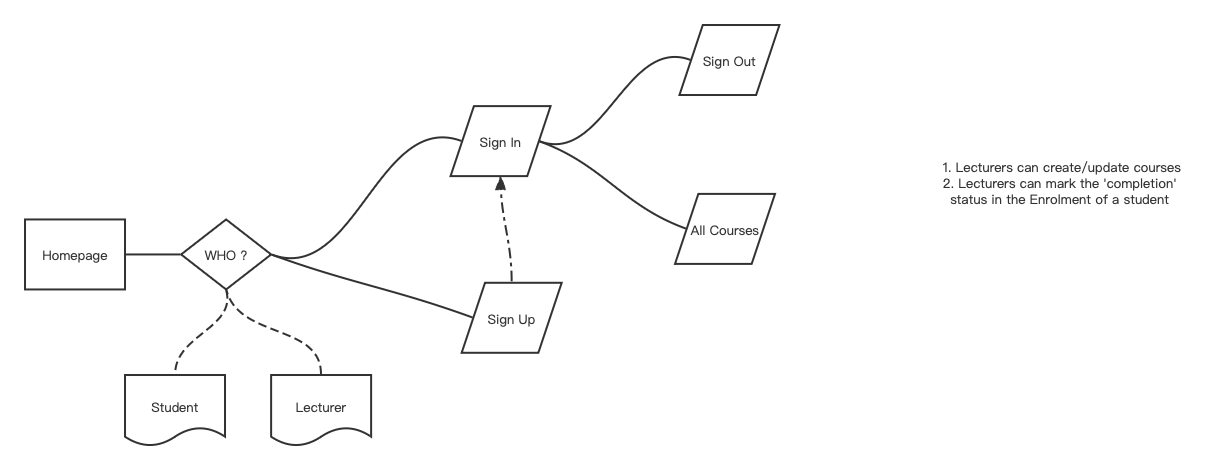 Sign Out
Sign In
1. Lecturers can create/update courses
2. Lecturers can mark the 'completion'
status in the Enrolment of a student
All Courses
Homepage
WHO ?
Sign Up
Student
Lecturer